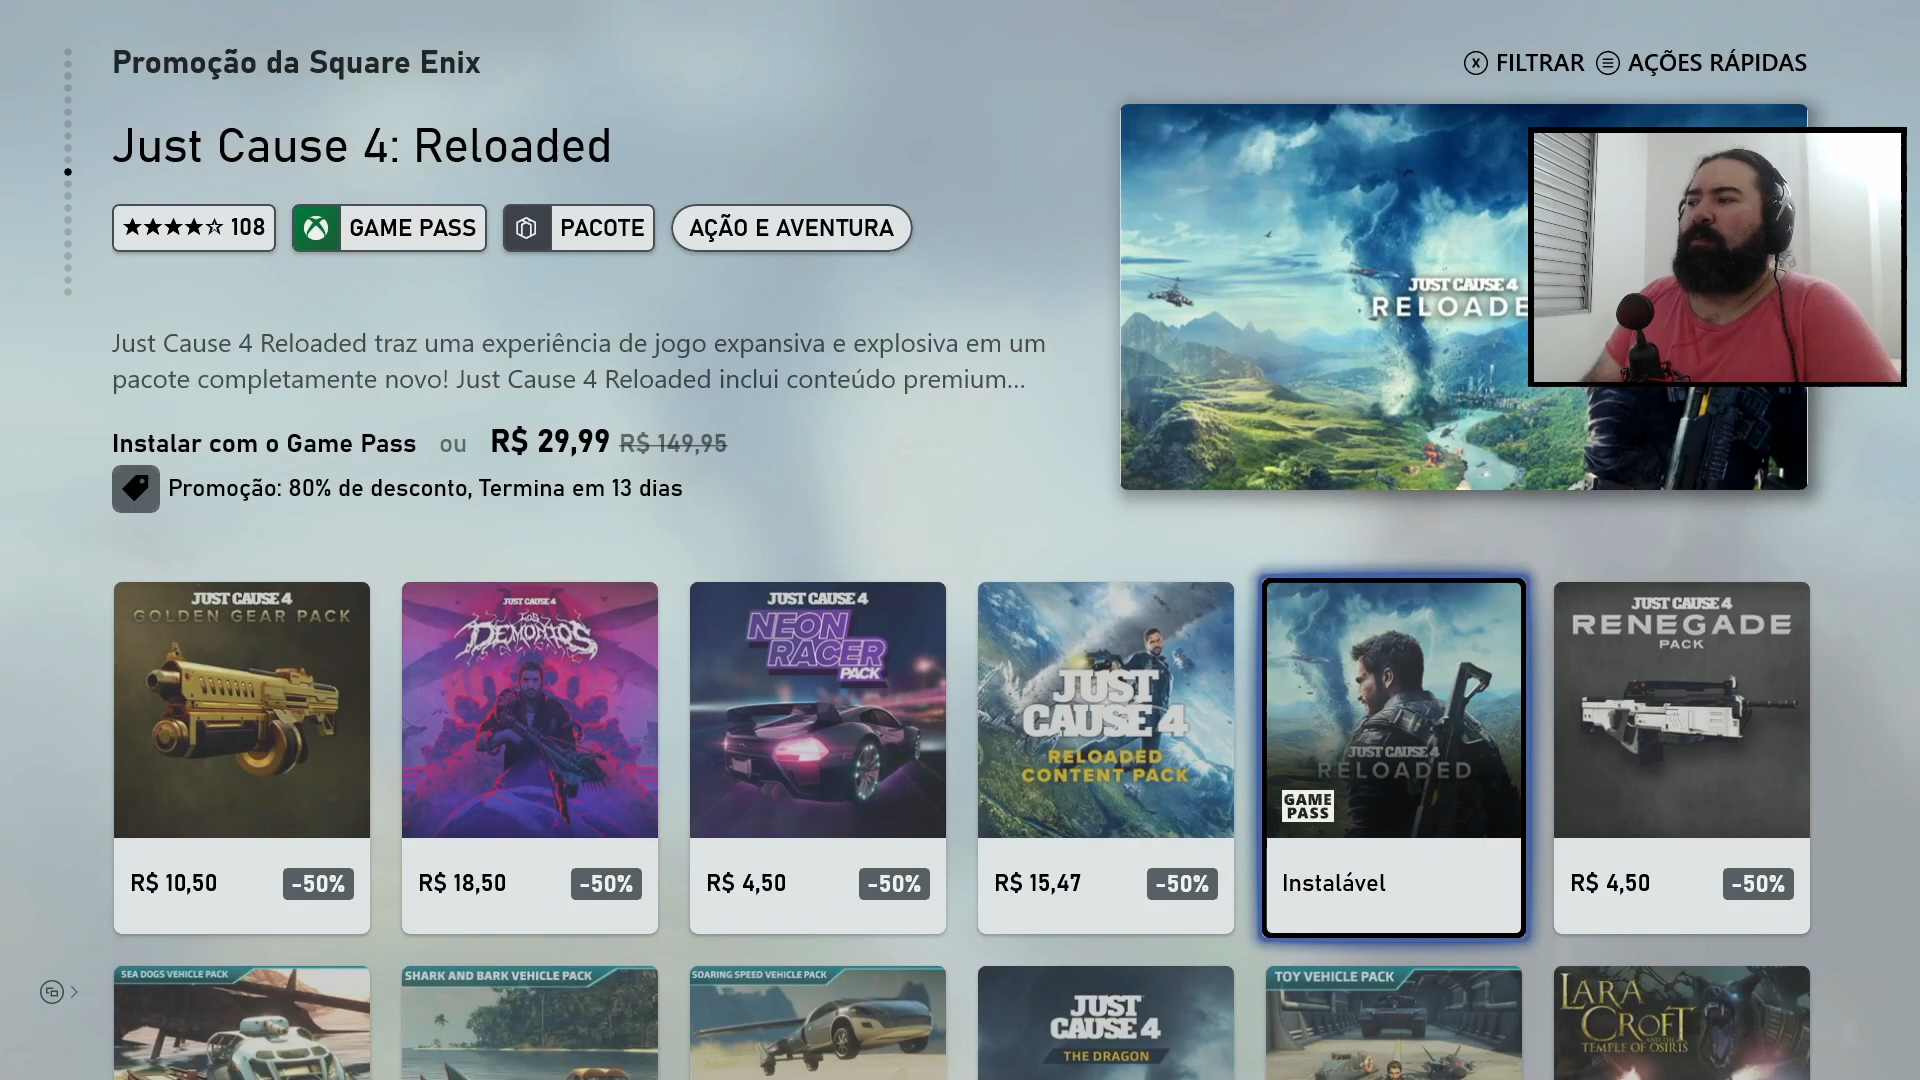 Promoção da Square Enix
X FILTRAR AÇÕES RÁPIDAS
Just Cause 4: Reloaded
108
GAME PASS
PACOTE
AÇÃO E AVENTURA
JUST CAUSE 4
RELOADE
Just Cause 4 Reloaded traz uma experiência de jogo expansiva e explosiva em um
pacote completamente novo! Just Cause 4 Reloaded inclui conteúdo premium...
Instalar com o Game Pass ou R$ 29,99 R$ 149,95
Promoção: 80% de desconto, Termina em 13 dias
JUST CAUSE 4
GOLDEN GEAR PACK
R$ 10,50 -50%
JUST CAUSE 4
LOS
DEMONIOS
R$ 18,50 -50%
JUST CAUSE 4
NEON
RACER
PACK
R$ 4,50 -50%
JUST
CAUSE 4
RELOADED
CONTENT PACK
R$ 15,47 -50%
JUST CAUSE 4
RELOADED
GAME
PASS
Instalável
JUST CAUSE 4
RENEGADE
PACK
R$ 4,50 -50%
SEA DOGS VEHICLE PACK
SHARK AND BARK VEHICLE PACK
SOARING SPEED VEHICLE PACK
JUST
CAUSE 4
THE DRAGON
TOY VEHICLE PACK
LARA
CROFT
AND THE
TEMPLE OF OSIRIS